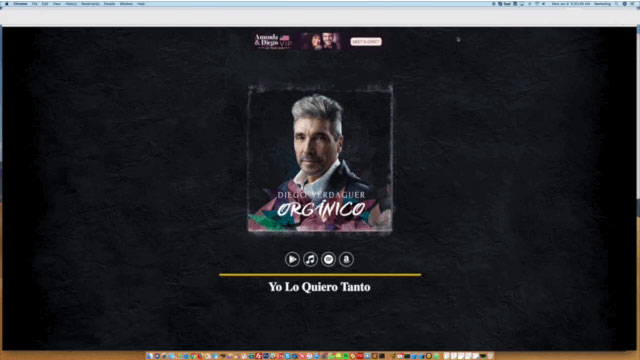 Chrome File Edit View History Bookmarks People Window Help
Amanda
& Diego VIP
MEET & GREET
DIEGO VERDAGUER
ORGÁNICO
Yo Lo Quiero Tanto